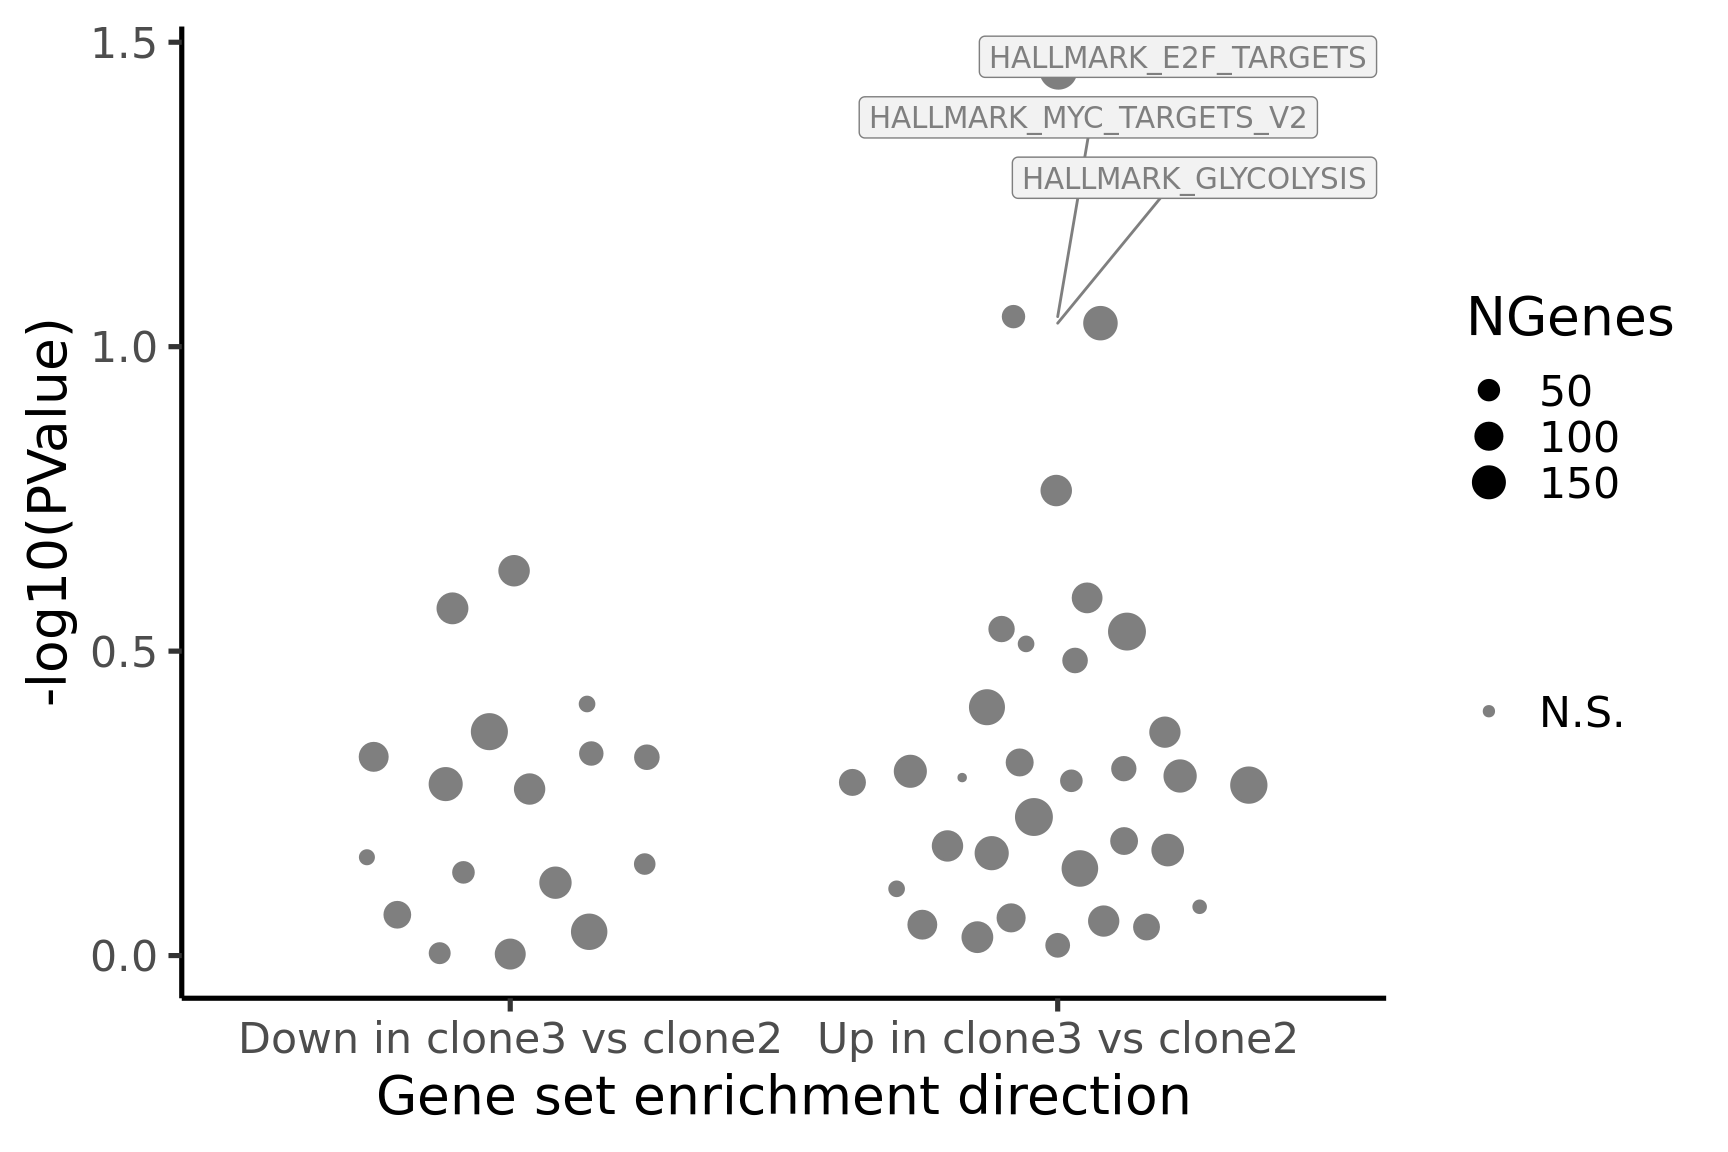 1.5
1.0
0.5
0.0
-log10(PValue)
HALLMARK_E2F_TARGETS
HALLMARK_MYC_TARGETS_V2
HALLMARK_GLYCOLYSIS
Down in clone3 vs clone2
Up in clone3 vs clone2
Gene set enrichment direction
NGenes
50
100
150
N.S.